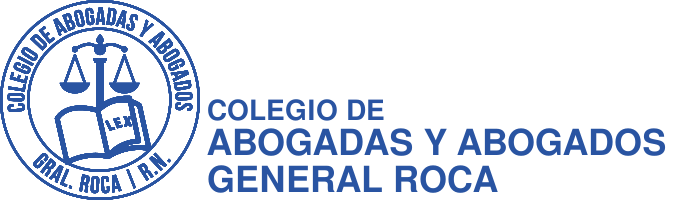 COLEGIO DE ABOGADAS Y ABOGADOS
LEX
GRAL. ROCA | R.N.
COLEGIO DE
ABOGADAS Y ABOGADOS
GENERAL ROCA